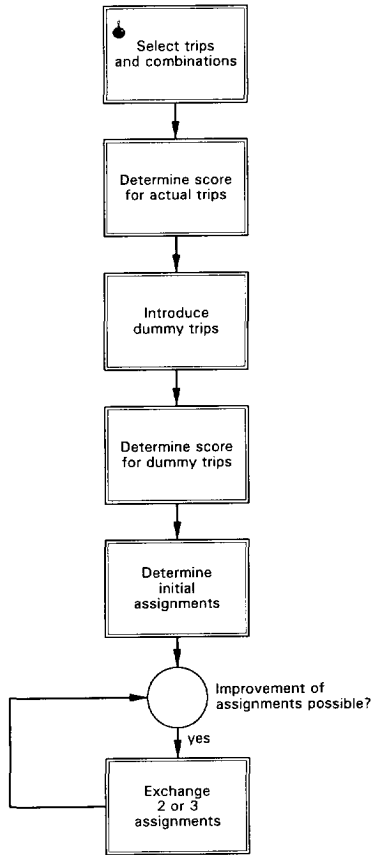 Select trips
and combinations
Determine score
for actual trips
Introduce
dummy trips
Determine score
for dummy trips
Determine
initial
assignments
Improvement of
assignments possible?
yes
Exchange
2 or 3
assignments